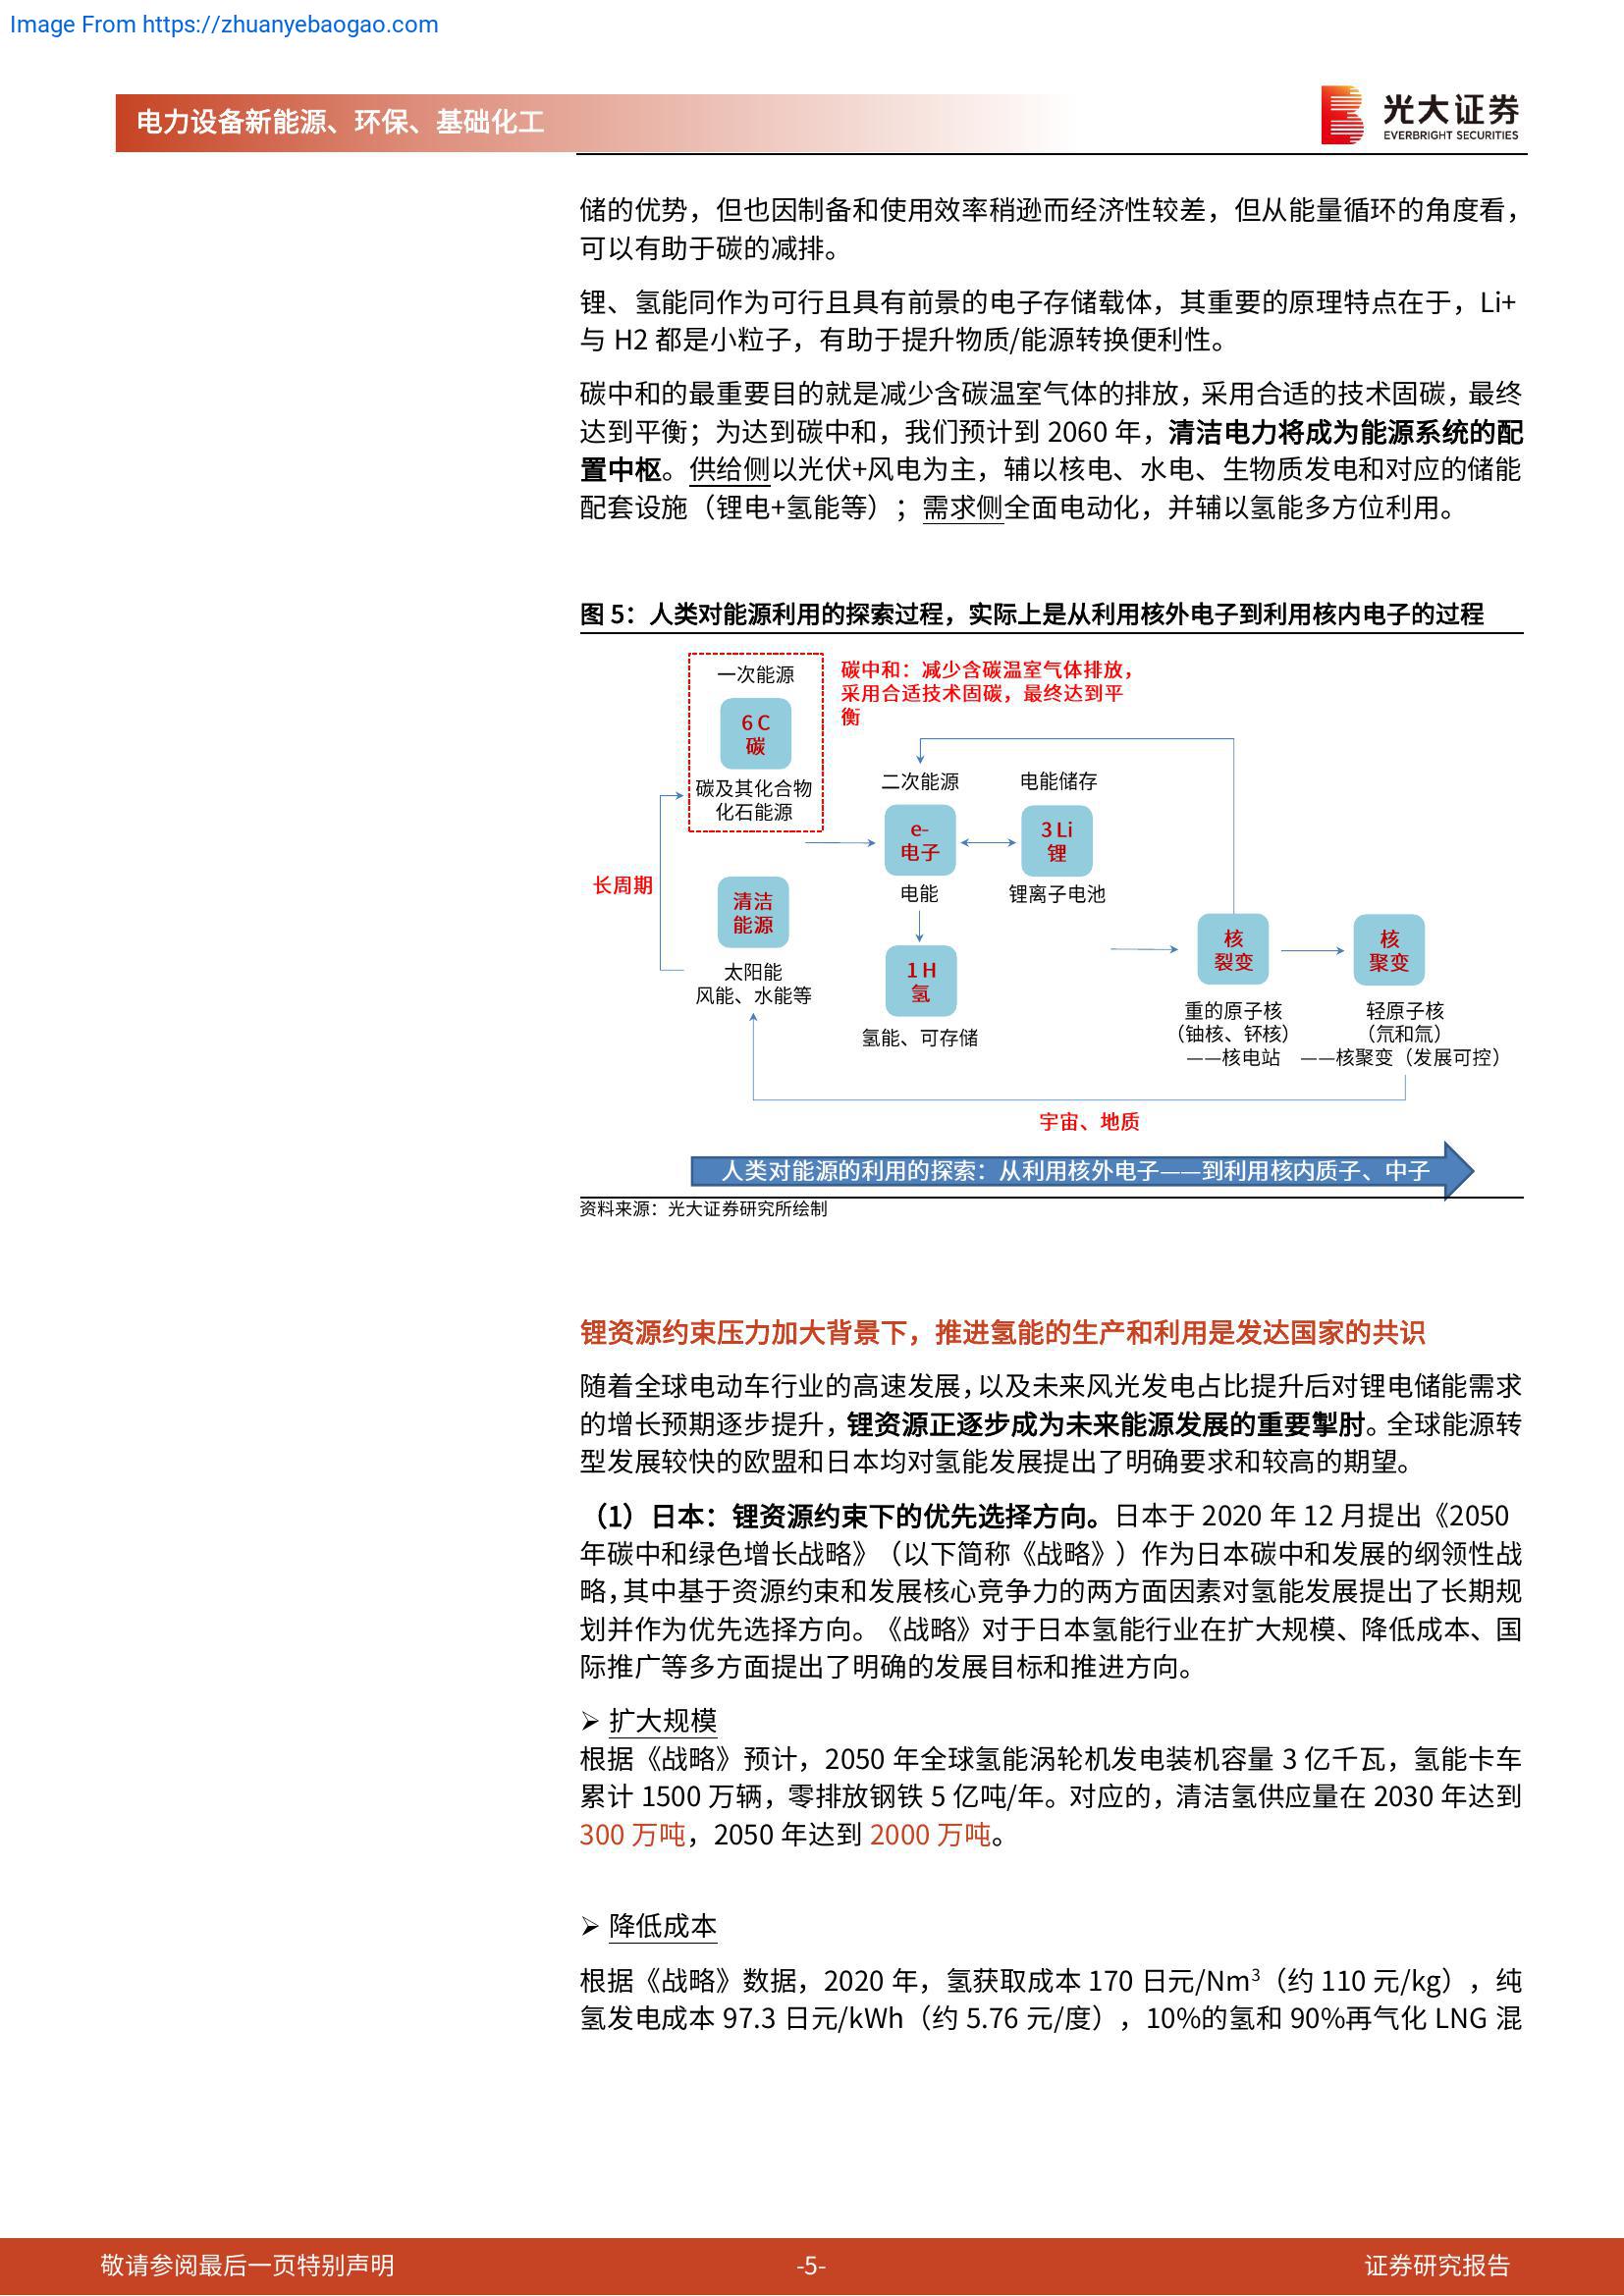 Image From https://zhuanyebaogao.com
电力设备新能源、环保、基础化工
光大证券
EVERBRIGHT SECURITIES
储的优势，但也因制备和使用效率稍逊而经济性较差，但从能量循环的角度看，
可以有助于碳的减排。
锂、氢能同作为可行且具有前景的电子存储载体，其重要的原理特点在于，Li+
与 H2 都是小粒子，有助于提升物质/能源转换便利性。
碳中和的最重要目的就是减少含碳温室气体的排放，采用合适的技术固碳，最终
达到平衡；为达到碳中和，我们预计到 2060 年，清洁电力将成为能源系统的配
置中枢。供给侧以光伏+风电为主，辅以核电、水电、生物质发电和对应的储能
配套设施（锂电+氢能等）；需求侧全面电动化，并辅以氢能多方位利用。
图 5：人类对能源利用的探索过程，实际上是从利用核外电子到利用核内电子的过程
一次能源
6 C
碳
碳及其化合物
化石能源
碳中和：减少含碳温室气体排放，
采用合适技术固碳，最终达到平
衡
二次能源
电能储存
e-
电子
3 Li
锂
电能
锂离子电池
长周期
清洁
能源
太阳能
风能、水能等
1 H
氢
氢能、可存储
核
裂变
核
聚变
重的原子核
（铀核、钚核）
——核电站
轻原子核
（氘和氚）
——核聚变（发展可控）
宇宙、地质
人类对能源的利用的探索：从利用核外电子——到利用核内质子、中子
资料来源：光大证券研究所绘制
锂资源约束压力加大背景下，推进氢能的生产和利用是发达国家的共识
随着全球电动车行业的高速发展，以及未来风光发电占比提升后对锂电储能需求
的增长预期逐步提升，锂资源正逐步成为未来能源发展的重要掣肘。全球能源转
型发展较快的欧盟和日本均对氢能发展提出了明确要求和较高的期望。
（1）日本：锂资源约束下的优先选择方向。日本于 2020 年 12 月提出《2050
年碳中和绿色增长战略》（以下简称《战略》）作为日本碳中和发展的纲领性战
略，其中基于资源约束和发展核心竞争力的两方面因素对氢能发展提出了长期规
划并作为优先选择方向。《战略》对于日本氢能行业在扩大规模、降低成本、国
际推广等多方面提出了明确的发展目标和推进方向。
➢ 扩大规模
根据《战略》预计，2050 年全球氢能涡轮机发电装机容量 3 亿千瓦，氢能卡车
累计 1500 万辆，零排放钢铁 5 亿吨/年。对应的，清洁氢供应量在 2030 年达到
300 万吨，2050 年达到 2000 万吨。
➢ 降低成本
根据《战略》数据，2020 年，氢获取成本 170 日元/Nm³（约 110 元/kg），纯
氢发电成本 97.3 日元/kWh（约 5.76 元/度），10%的氢和 90%再气化 LNG 混
敬请参阅最后一页特别声明
-5-
证券研究报告